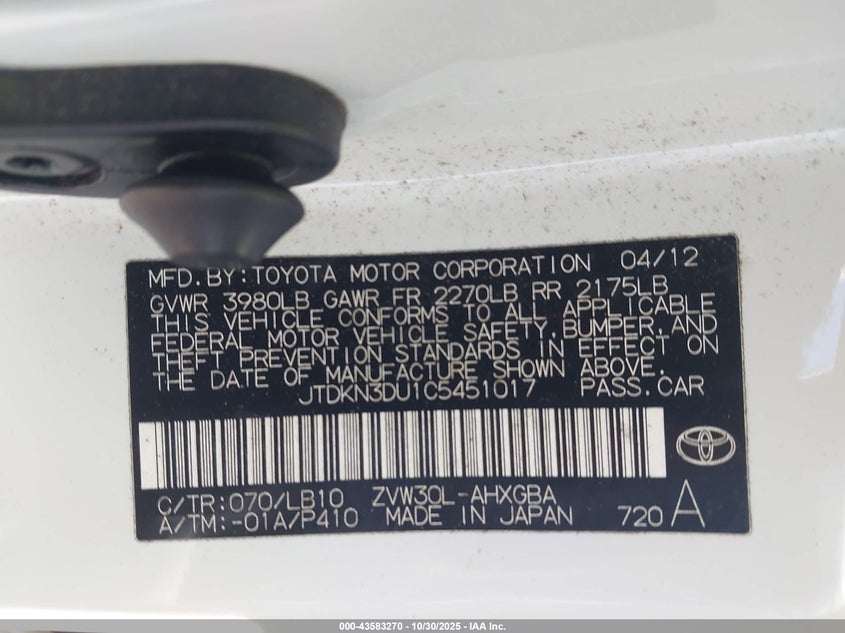 MFD.BY:TOYOTA MOTOR CORPORATION 04/12
GVWR 3980LB GAWR FR 2270LB RR 2175LB
THIS VEHICLE CONFORMS TO ALL APPLICABLE
FEDERAL MOTOR VEHICLE SAFETY, BUMPER, AND
THEFT PREVENTION STANDARDS IN EFFECT ON
THE DATE OF MANUFACTURE SHOWN ABOVE.
JTDKN3DU1C5451017 PASS.CAR
C/TR:070/LB10 ZVW30L-AHXGBA
A/TM:-01A/P410 MADE IN JAPAN 720 A
000-43583270 - 10/30/2025 - IAA Inc.